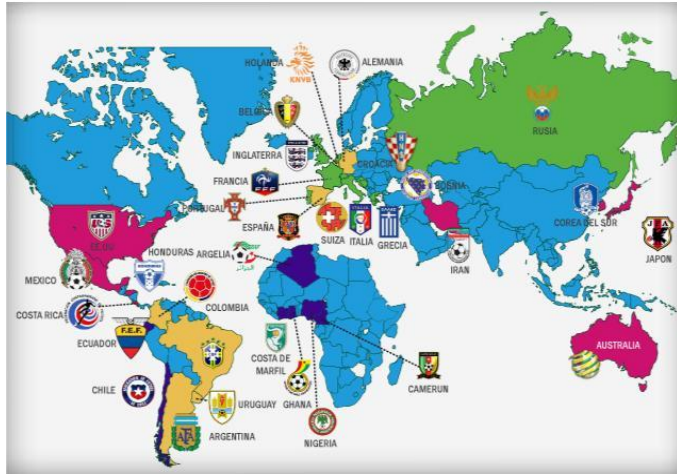 HOLANDA
KNVB
ALEMANIA
BELGICA
RUSIA
INGLATERRA
CROACIA
FRANCIA
FFF
BOSNIA
PORTUGAL
ESPAÑA
SUIZA
ITALIA
GRECIA
COREA DEL SUR
JAPON
IRAN
EE.UU
HONDURAS
ARGELIA
MEXICO
COSTA RICA
COLOMBIA
ECUADOR
F.E.F.
COSTA DE
MARFIL
CAMERUN
AUSTRALIA
CHILE
URUGUAY
GHANA
ARGENTINA
AFA
NIGERIA